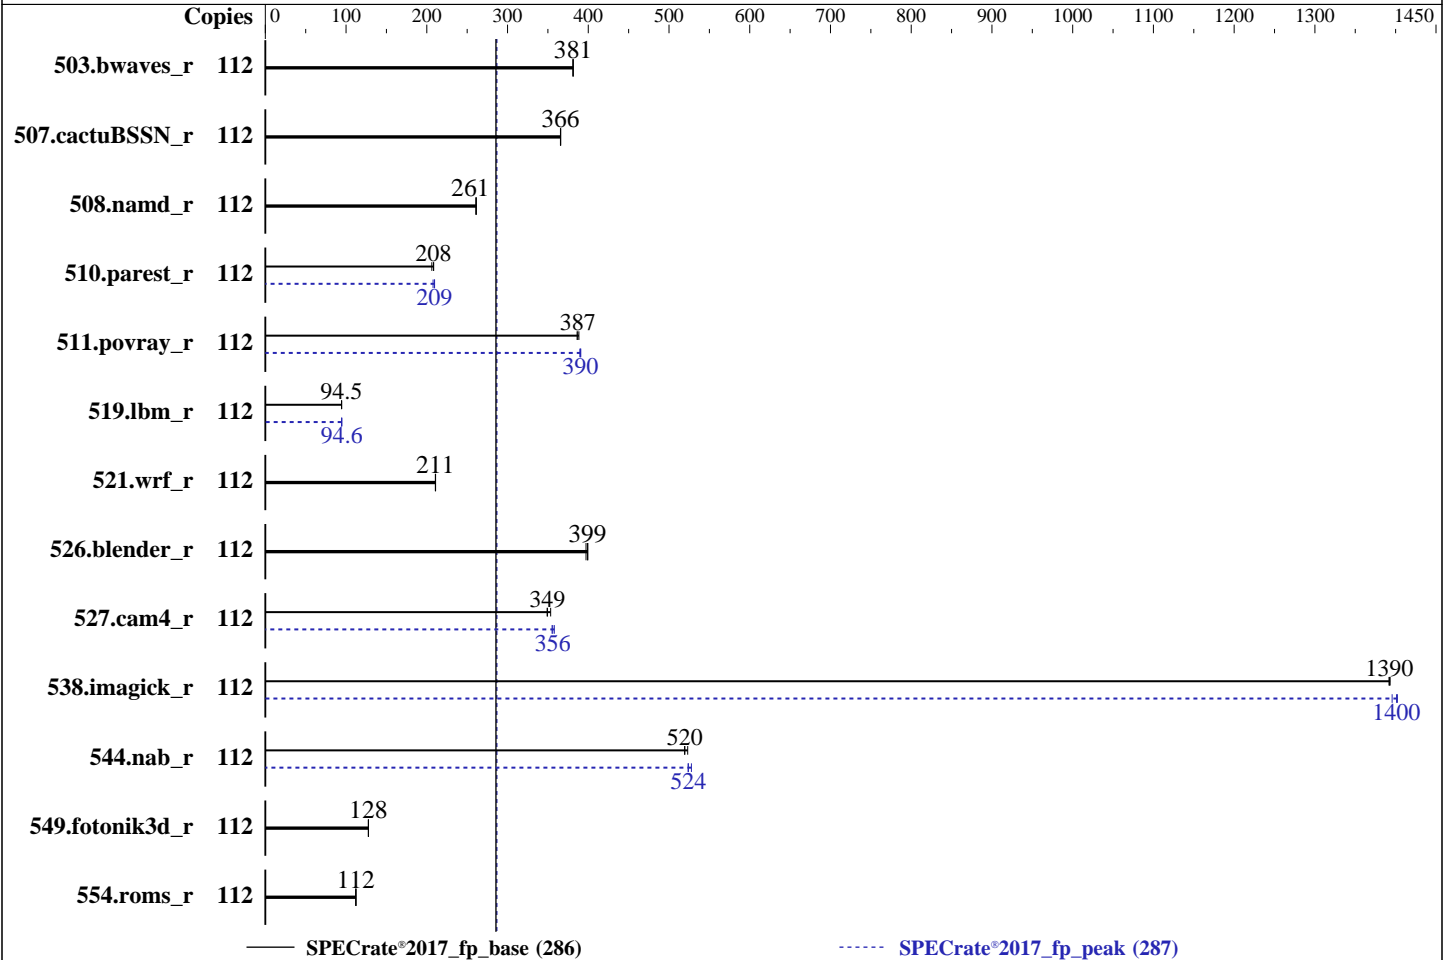 Copies 0 100 200 300 400 500 600 700 800 900 1000 1100 1200 1300 1450
503.bwaves_r 112 381
507.cactuBSSN_r 112 366
508.namd_r 112 261
510.parest_r 112 208
209
511.povray_r 112 387
390
519.lbm_r 112 94.5
94.6
521.wrf_r 112 211
526.blender_r 112 399
527.cam4_r 112 349
356
538.imagick_r 112 1390
1400
544.nab_r 112 520
524
549.fotonik3d_r 112 128
554.roms_r 112 112
SPECrate®2017_fp_base (286) SPECrate®2017_fp_peak (287)